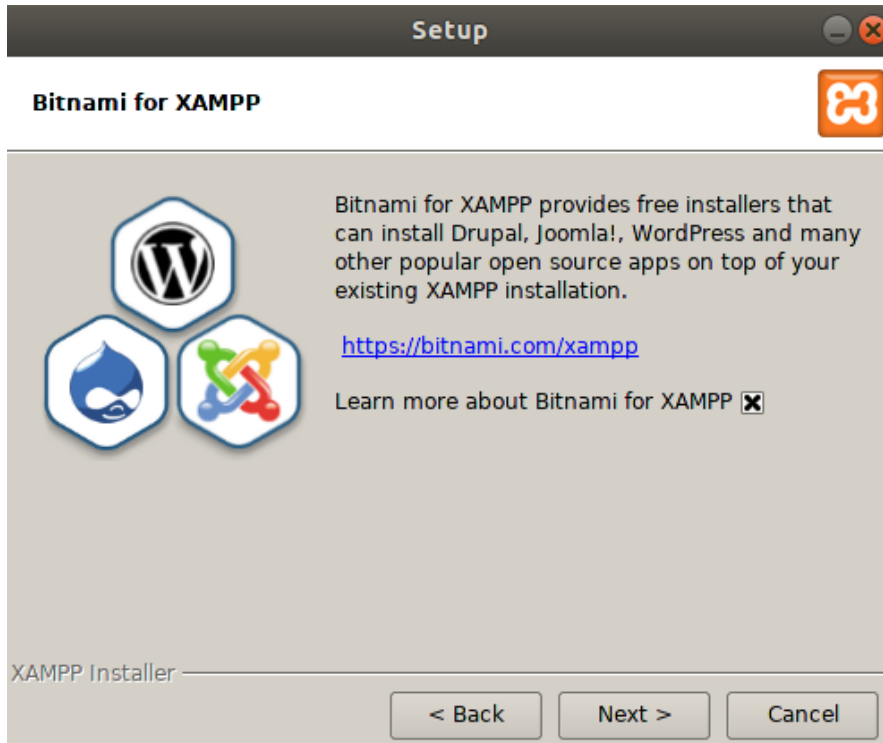 Setup
Bitnami for XAMPP
Bitnami for XAMPP provides free installers that
can install Drupal, Joomla!, WordPress and many
other popular open source apps on top of your
existing XAMPP installation.
https://bitnami.com/xampp
Learn more about Bitnami for XAMPP
XAMPP Installer
< Back
Next >
Cancel